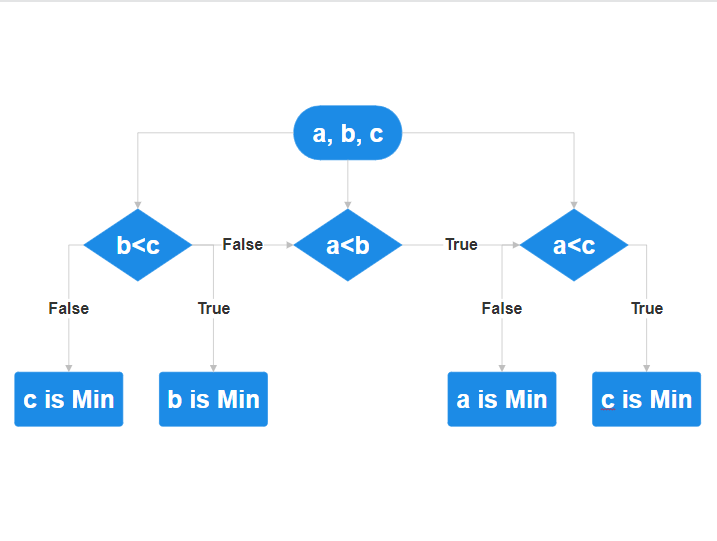 a, b, c
b<c
False
a<b
True
a<c
False
True
False
True
c is Min
b is Min
a is Min
c is Min